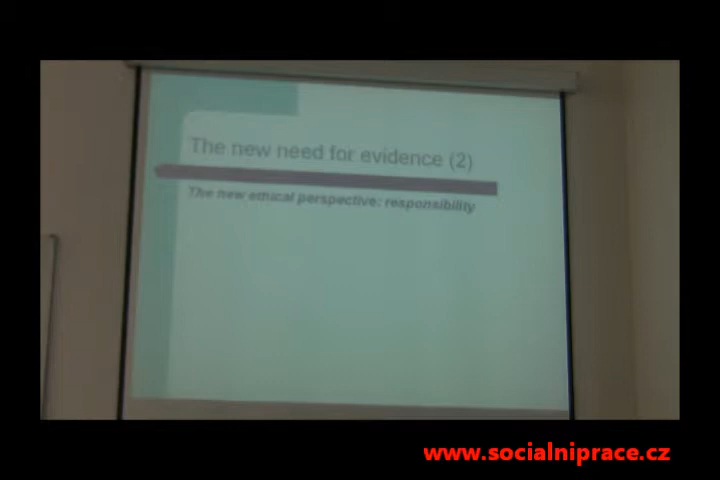 The new need for evidence (2)
The new ethical perspective: responsibility
www.socialniprace.cz